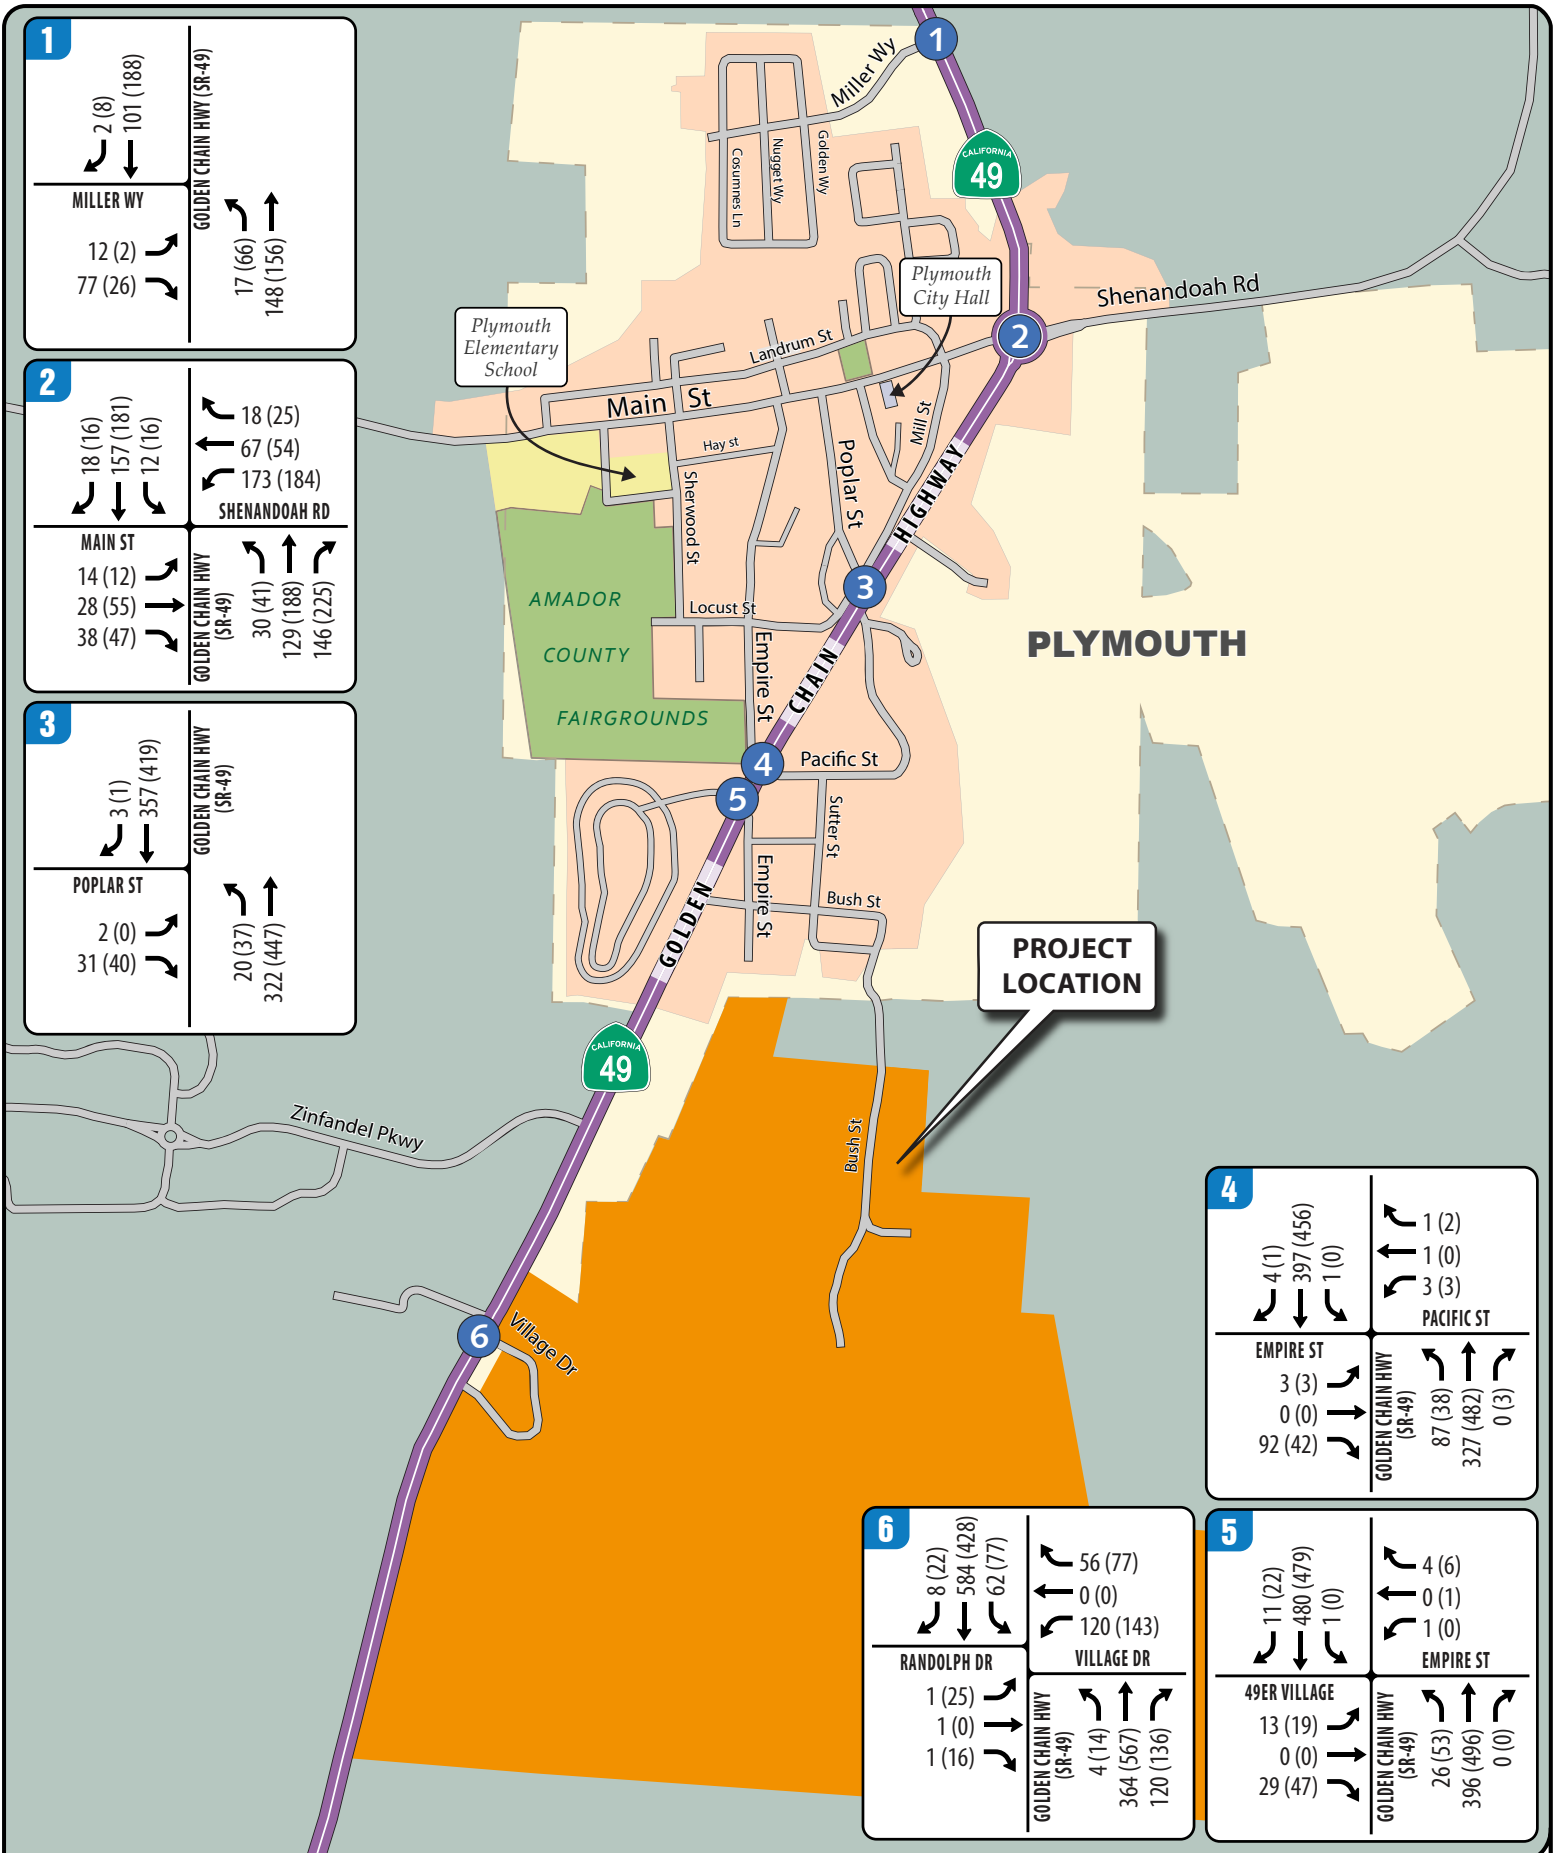 1
2 (8)
101 (188)
GOLDEN CHAIN HWY (SR-49)
MILLER WY
12 (2)
77 (26)
17 (66)
148 (156)
2
18 (16)
157 (181)
12 (16)
18 (25)
67 (54)
173 (184)
SHENANDOAH RD
MAIN ST
14 (12)
28 (55)
38 (47)
GOLDEN CHAIN HWY
(SR-49)
30 (41)
129 (188)
146 (225)
3
3 (1)
357 (419)
GOLDEN CHAIN HWY
(SR-49)
POPLAR ST
2 (0)
31 (40)
20 (37)
322 (447)
1
Miller Wy
Cosumnes Ln
Nugget Wy
Golden Wy
CALIFORNIA
49
Plymouth
City Hall
Shenandoah Rd
2
Plymouth
Elementary
School
Landrum St
Main St
Hay st
Mill St
Poplar St
Sherwood St
HIGHWAY
3
AMADOR
COUNTY
FAIRGROUNDS
Locust St
Empire St
CHAIN
PLYMOUTH
4
Pacific St
5
Sutter St
Empire St
Bush St
GOLDEN
PROJECT
LOCATION
CALIFORNIA
49
Zinfandel Pkwy
Bush St
6
Village Dr
4
4 (1)
397 (456)
1 (0)
1 (2)
1 (0)
3 (3)
PACIFIC ST
EMPIRE ST
3 (3)
0 (0)
92 (42)
GOLDEN CHAIN HWY
(SR-49)
87 (38)
327 (482)
0 (3)
6
8 (22)
584 (428)
62 (77)
56 (77)
0 (0)
120 (143)
VILLAGE DR
RANDOLPH DR
1 (25)
1 (0)
1 (16)
GOLDEN CHAIN HWY
(SR-49)
4 (14)
364 (567)
120 (136)
5
11 (22)
480 (479)
1 (0)
4 (6)
0 (1)
1 (0)
EMPIRE ST
49ER VILLAGE
13 (19)
0 (0)
29 (47)
GOLDEN CHAIN HWY
(SR-49)
26 (53)
396 (496)
0 (0)